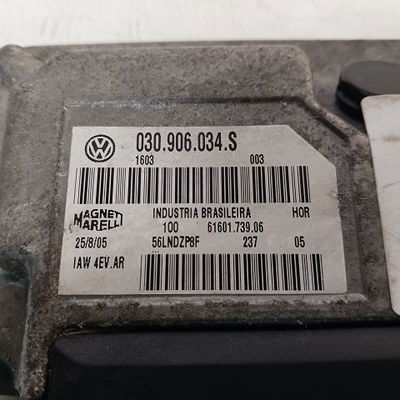 030.906.034.S
1603 003
INDUSTRIA BRASILEIRA HOR
MAGNETI MARELLI
100 61601.739.06
25/8/05 56LNDZP8F 237 05
IAW 4EV.AR